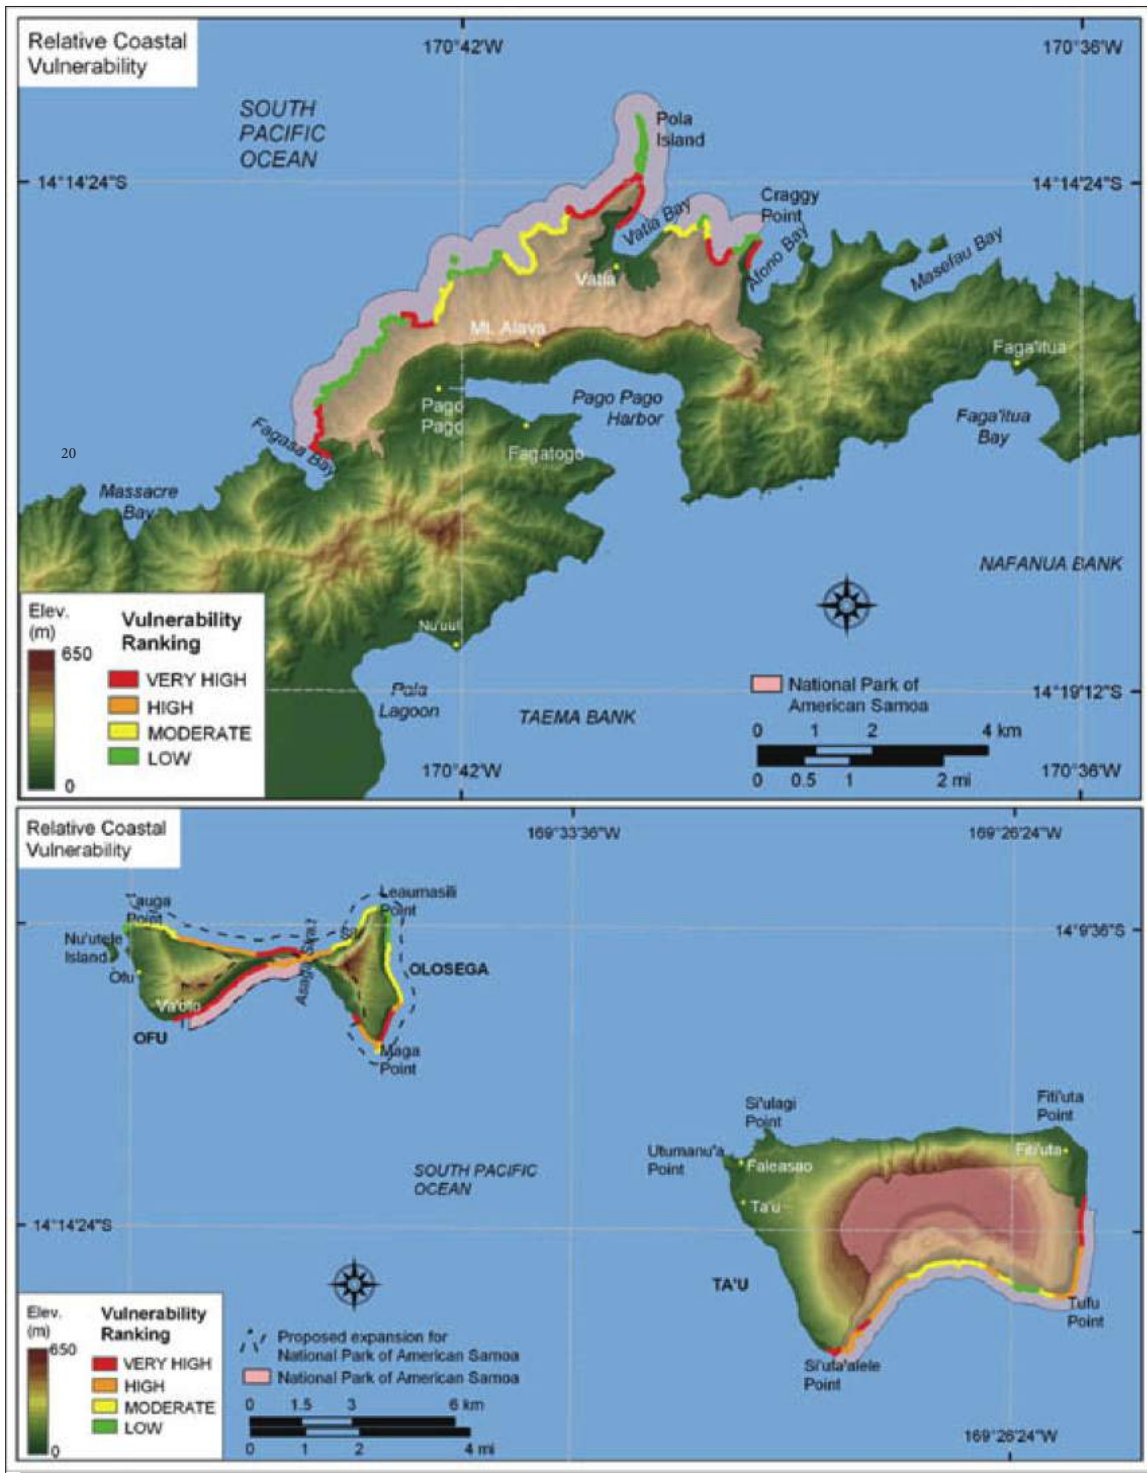 Relative Coastal
Vulnerability
170°42'W
170°36'W
SOUTH
PACIFIC
OCEAN
Pola
Island
14°14'24"S
14°14'24"S
Craggy
Point
Vatia Bay
Afono Bay
Masefau Bay
Vatia
Mt. Alava
Faga'itua
Pago
Pago
Pago Pago
Harbor
Faga'itua
Bay
Fagasa Bay
20
Fagatogo
Massacre
Bay
NAFANUA BANK
Elev.
(m)
650
0
Vulnerability
Ranking
VERY HIGH
HIGH
MODERATE
LOW
Nu'uuli
Pala
Lagoon
TAEMA BANK
National Park of
American Samoa
14°19'12"S
0 1 2 4 km
0 0.5 1 2 mi
170°42'W
170°36'W
Relative Coastal
Vulnerability
169°33'36"W
169°26'24"W
Tauga
Point
Leaumasili
Point
14°9'36"S
Nu'utele
Island
Ofu
Asaga Strait
OLOSEGA
Va'oto
OFU
Maga
Point
Si'ulagi
Point
Fiti'uta
Point
Utumanu'a
Point
Faleasao
Fiti'uta
SOUTH PACIFIC
OCEAN
Ta'u
14°14'24"S
TA'U
Tufu
Point
Si'ufa'alele
Point
Elev.
(m)
650
0
Vulnerability
Ranking
VERY HIGH
HIGH
MODERATE
LOW
Proposed expansion for
National Park of American Samoa
National Park of American Samoa
0 1.5 3 6 km
0 1 2 4 mi
169°26'24"W